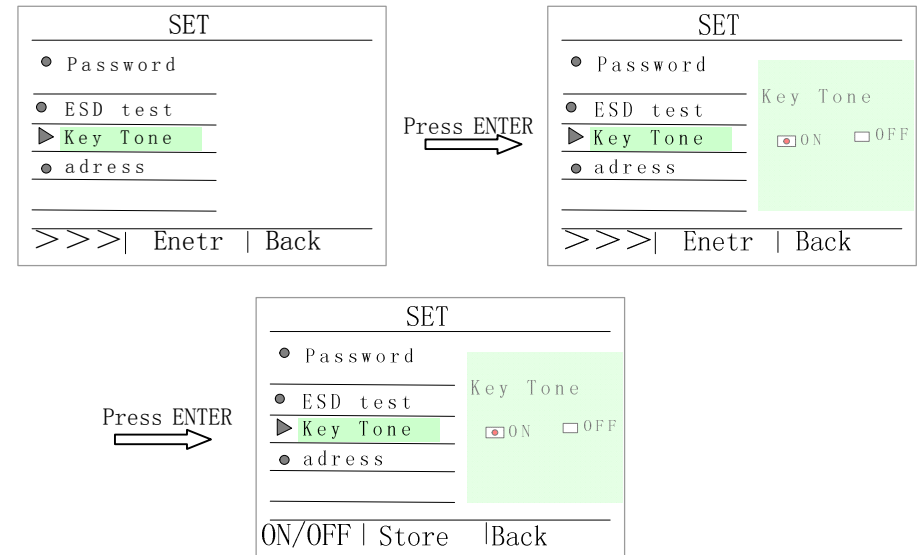 SET
Password
ESD test
Key Tone
adress
>>>| Enetr | Back
Press ENTER
SET
Password
ESD test
Key Tone
adress
Key Tone
ON OFF
>>>| Enetr | Back
Press ENTER
SET
Password
ESD test
Key Tone
adress
Key Tone
ON OFF
ON/OFF | Store |Back